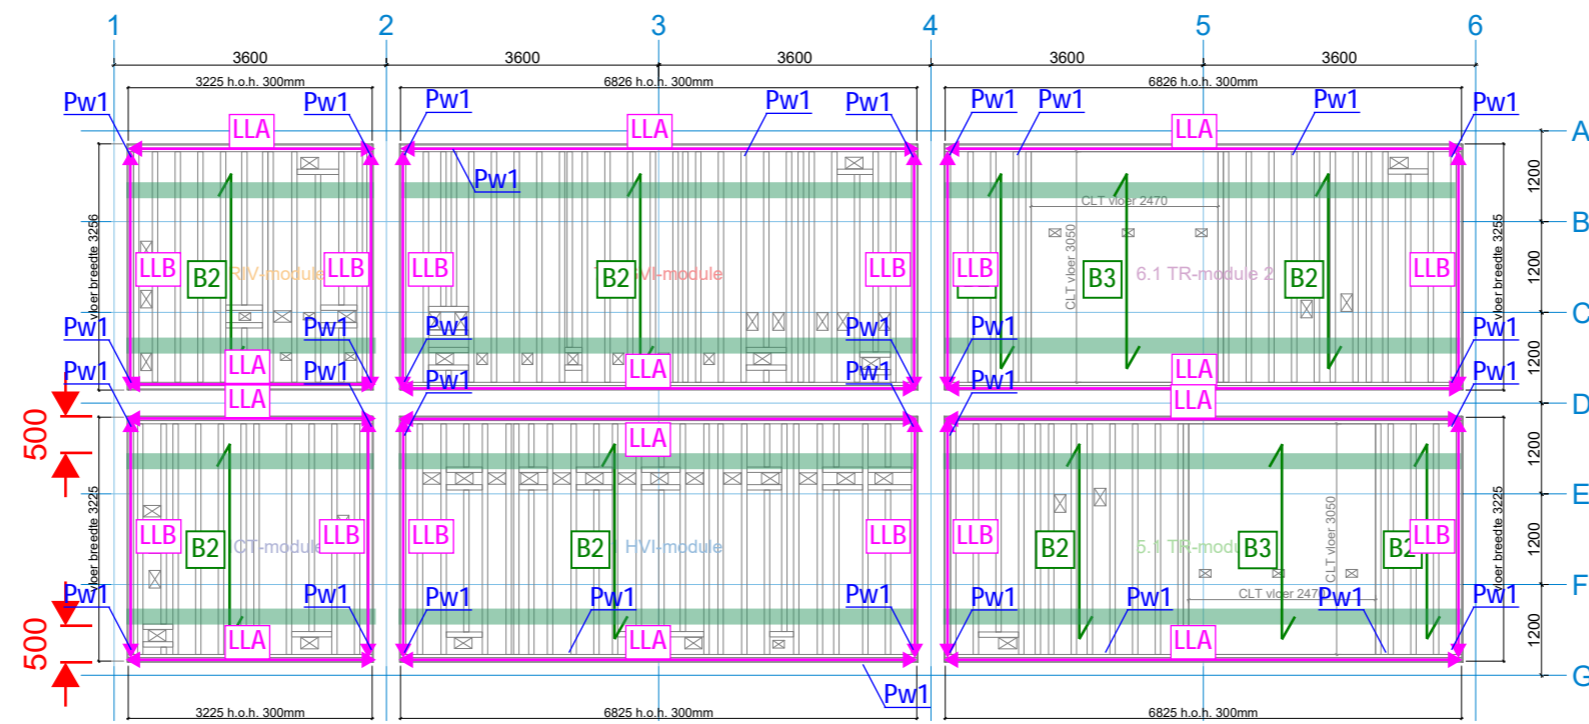 1 2 3 4 5 6
3600 3600 3600 3600 3600
3225 h.o.h. 300mm 6826 h.o.h. 300mm 6826 h.o.h. 300mm
Pw1 Pw1 Pw1 Pw1 Pw1 Pw1 Pw1 Pw1 Pw1
LLA LLA LLA A
Pw1 1200
CLT vloer 2470
B
vloer breedte 3256 CLT vloer 3050 vloer breedte 3255
LLB B2 RIV-module LLB LLB B2 VI-module LLB LLB B3 6.1 TR-module 2 B2 LLB 1200
C
Pw1 Pw1 Pw1 Pw1 Pw1 Pw1
LLA LLA LLA 1200
Pw1 Pw1 Pw1 Pw1 Pw1 Pw1
LLA LLA D
500 LLA 1200
E
vloer breedte 3225 CLT vloer 3050 vloer breedte 3225
LLB B2 CT-module LLB LLB B2 HVI-module LLB LLB B2 5.1 TR-modu B3 B2 LLB 1200
F
Pw1 Pw1 Pw1 Pw1 Pw1 Pw1 Pw1 CLT vloer 2470 Pw1 Pw1
500 LLA LLA LLA 1200
G
Pw1
3225 h.o.h. 300mm 6825 h.o.h. 300mm 6825 h.o.h. 300mm